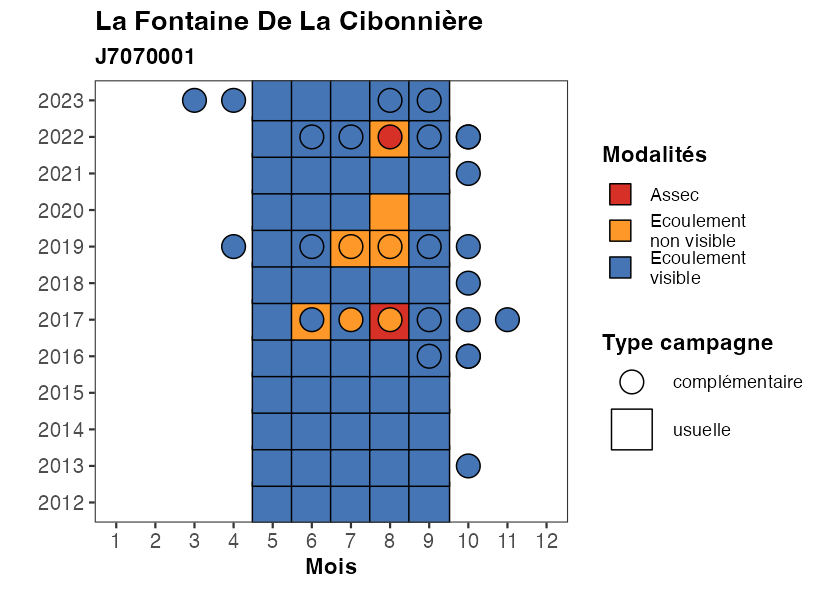 La Fontaine De La Cibonnière
J7070001
2023
2022
2021
2020
2019
2018
2017
2016
2015
2014
2013
2012
1 2 3 4 5 6 7 8 9 10 11 12
Mois
Modalités
Assec
Ecoulement
non visible
Ecoulement
visible
Type campagne
complémentaire
usuelle